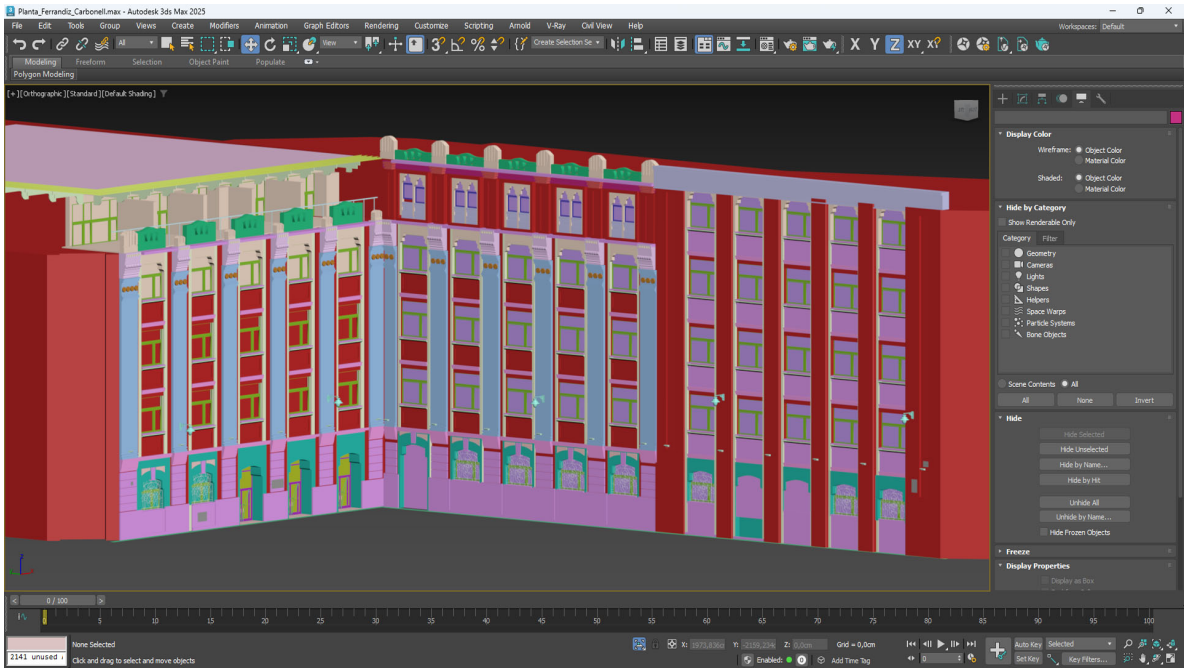 Planta_Ferrandiz_Carbonell.max - Autodesk 3ds Max 2025
File Edit Tools Group Views Create Modifiers Animation Graph Editors Rendering Customize Scripting Arnold V-Ray Civil View Help
Workspaces: Default
All
View
Create Selection Se
X Y Z XY
Modeling Freeform Selection Object Paint Populate
Polygon Modeling
[+][Orthographic][Standard][Default Shading]
Display Color
Wireframe: Object Color
Material Color
Shaded: Object Color
Material Color
Hide by Category
Show Renderable Only
Category Filter
Geometry
Cameras
Lights
Shapes
Helpers
Space Warps
Particle Systems
Bone Objects
Scene Contents All
All None Invert
Hide
Hide Selected
Hide Unselected
Hide by Name...
Hide by Hit
Unhide All
Unhide by Name...
Hide Frozen Objects
Freeze
Display Properties
Display as Box
< 0 / 100 >
0 5 10 15 20 25 30 35 40 45 50 55 60 65 70 75 80 85 90 95 100
2141 unused
None Selected
Click and drag to select and move objects
X: 1973,836c Y: -2159,234 Z: 0,0cm Grid = 0,0cm
Enabled: 0 Add Time Tag
0
Auto Key Selected
Set Key Key Filters...